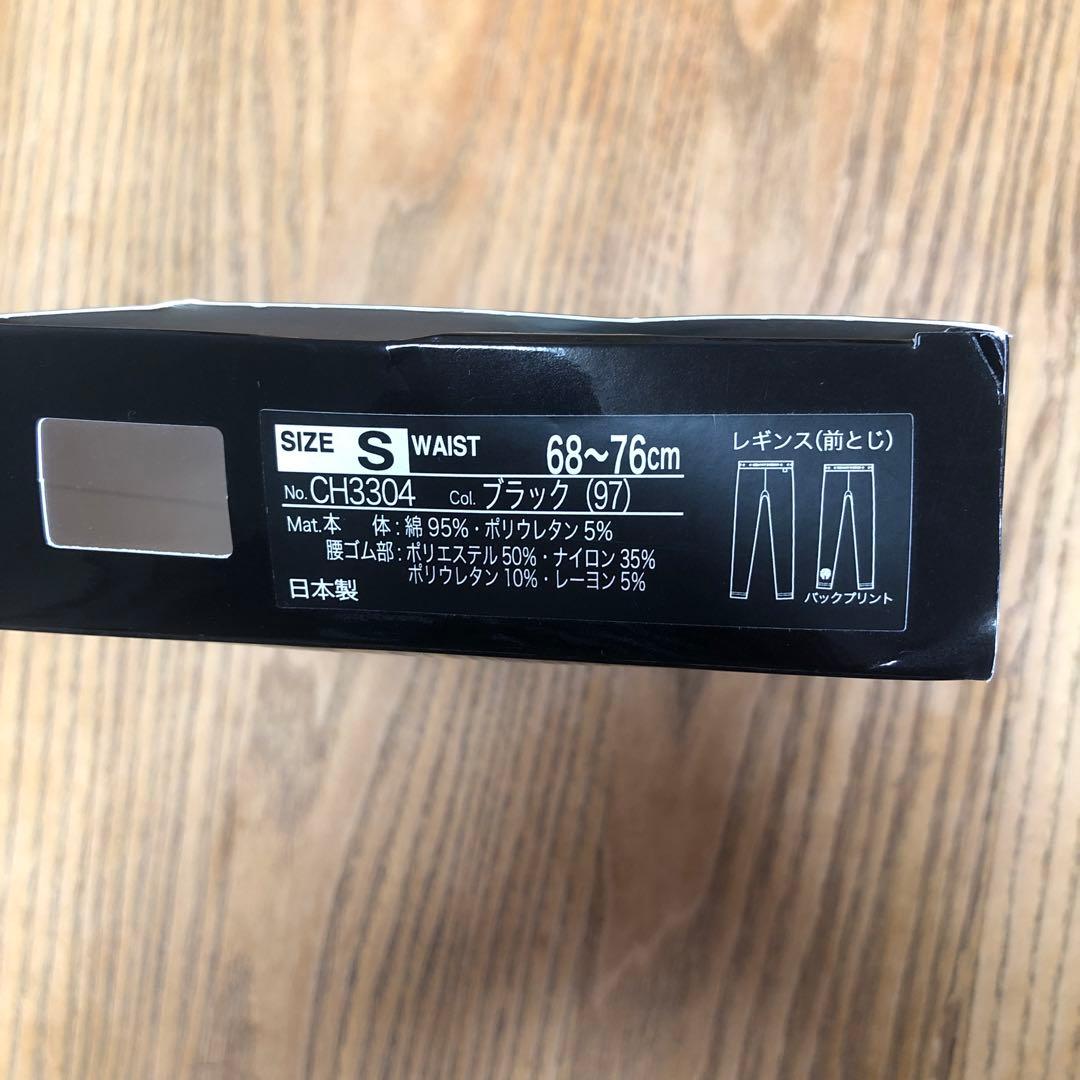 SIZE S WAIST 68〜76cm
No. CH3304 Col. ブラック (97)
Mat.本 体：綿 95%・ポリウレタン 5%
腰ゴム部：ポリエステル 50%・ナイロン 35%
ポリウレタン 10%・レーヨン 5%
日本製
レギンス(前とじ)
バックプリント